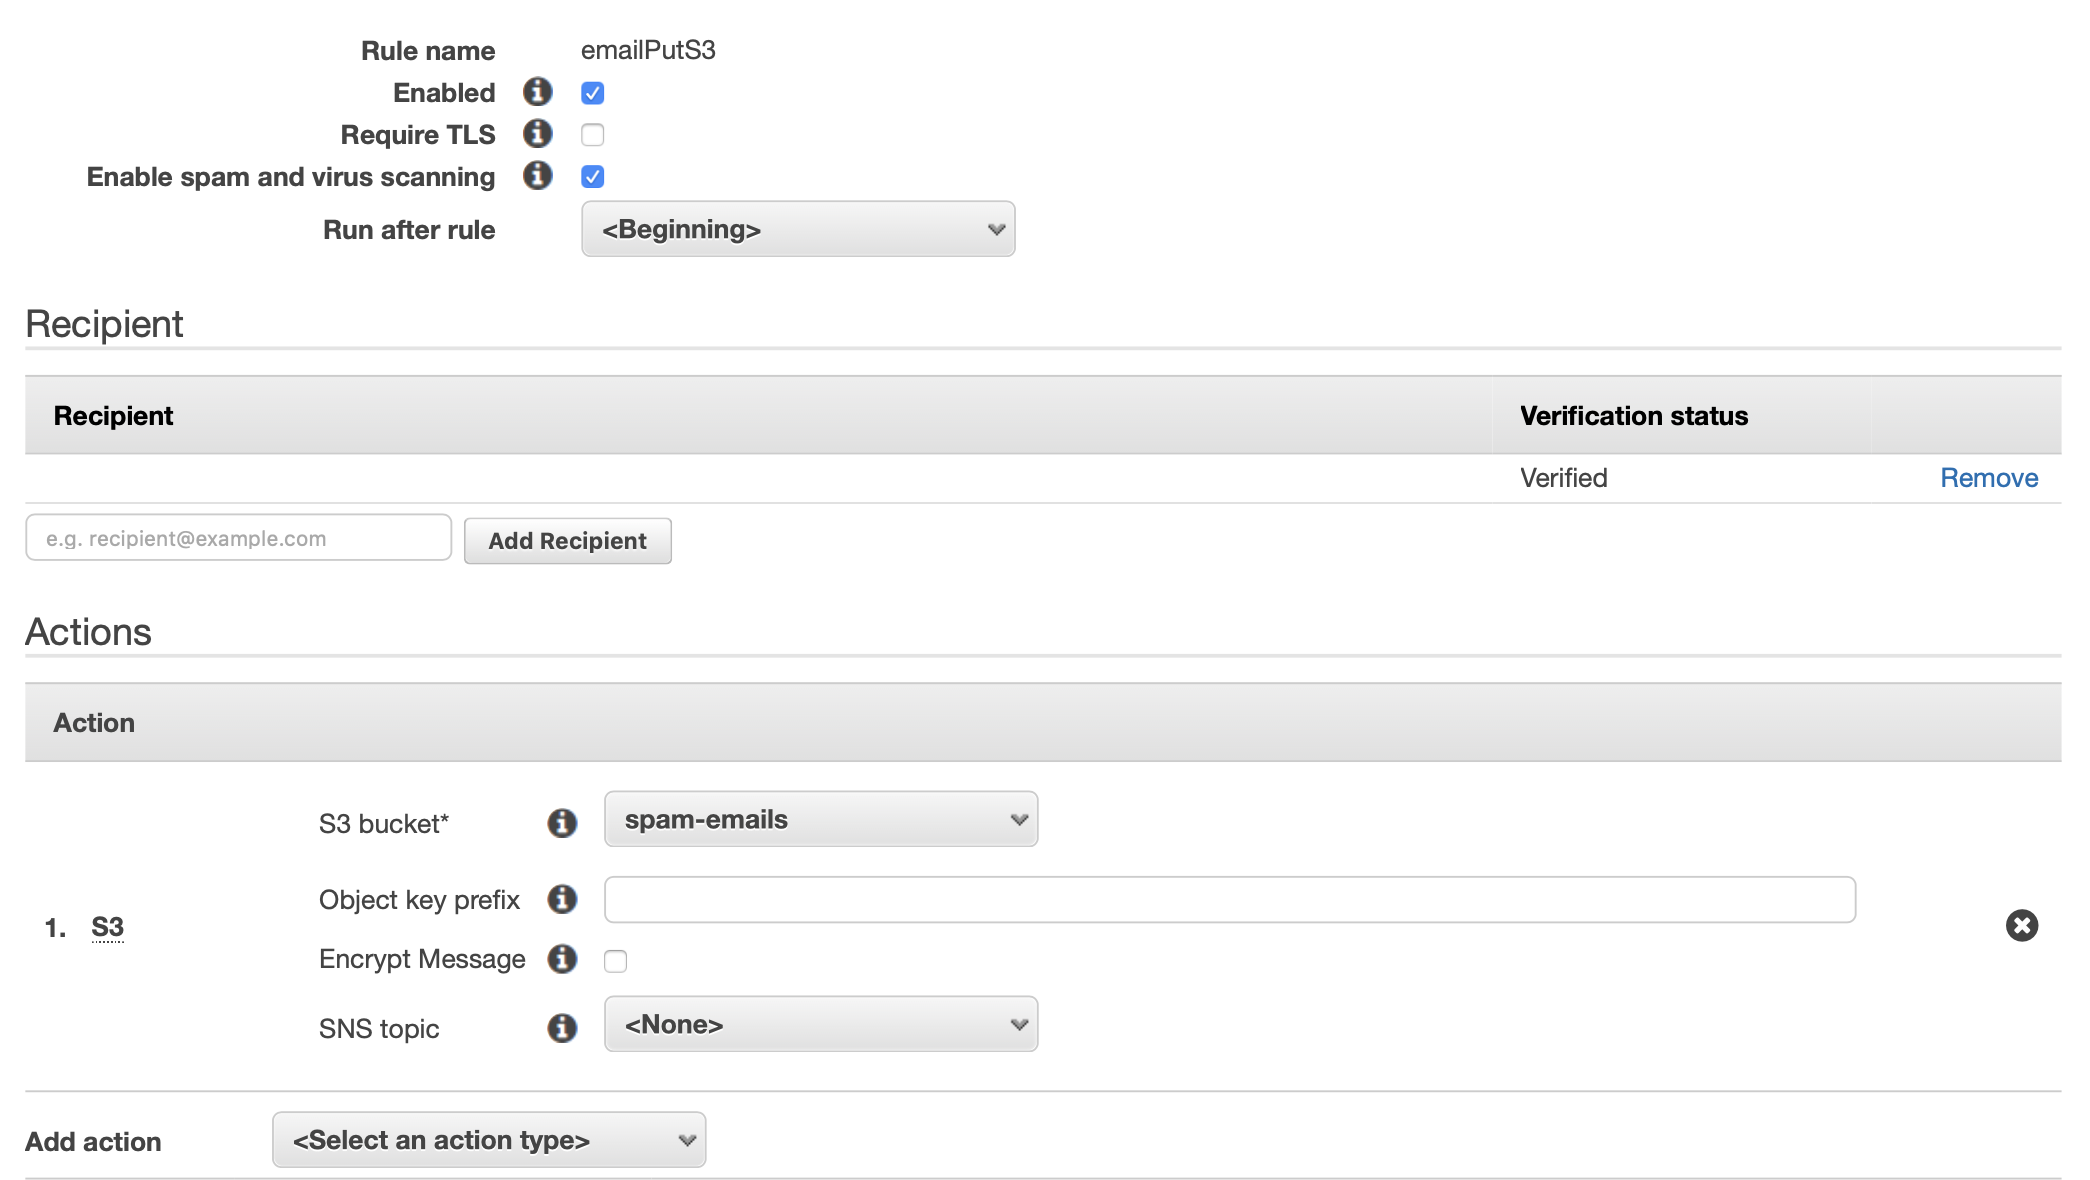 Rule name emailPutS3
Enabled
Require TLS
Enable spam and virus scanning
Run after rule <Beginning>
Recipient
Recipient Verification status
Verified Remove
e.g. recipient@example.com Add Recipient
Actions
Action
S3 bucket* spam-emails
Object key prefix
1. S3
Encrypt Message
SNS topic <None>
Add action <Select an action type>